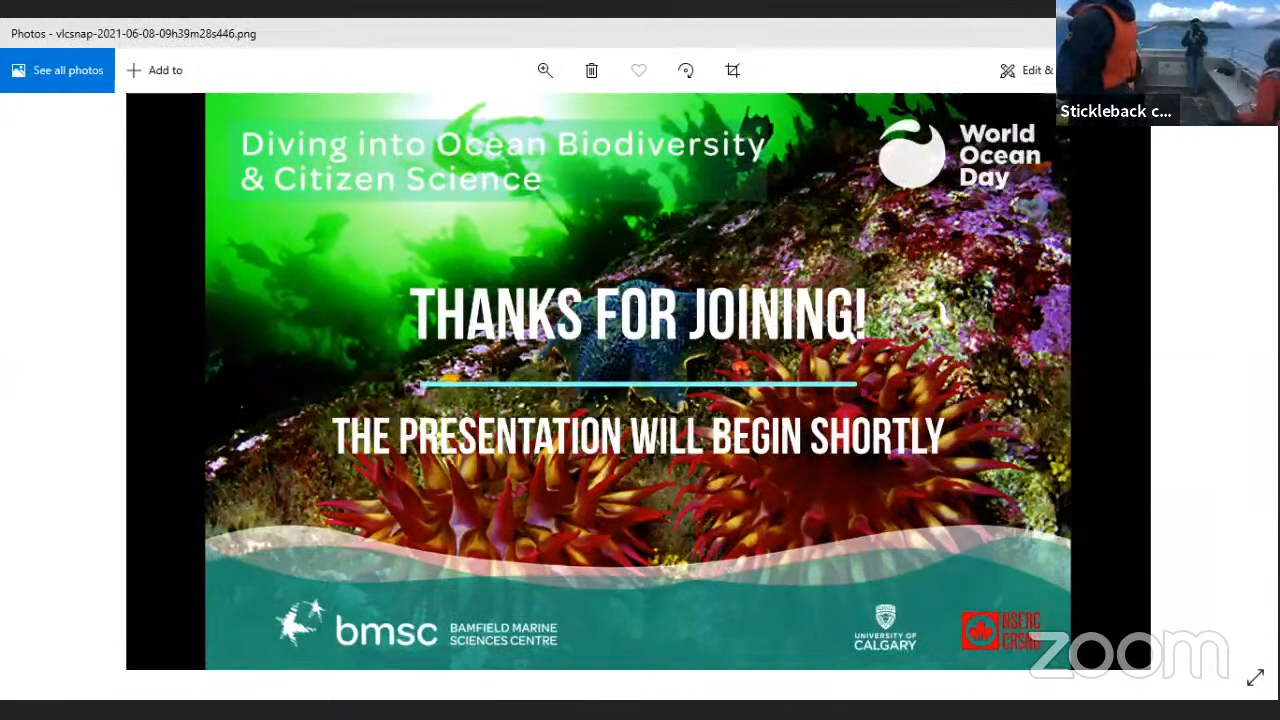 Photos - vlcsnap-2021-06-08-09h39m28s446.png
See all photos
Add to
Edit &
Stickleback c...
Diving into Ocean Biodiversity
& Citizen Science
World
Ocean
Day
THANKS FOR JOINING!
THE PRESENTATION WILL BEGIN SHORTLY
bmsc
BAMFIELD MARINE
SCIENCES CENTRE
UNIVERSITY OF
CALGARY
NSERC
CRSNG
zoom